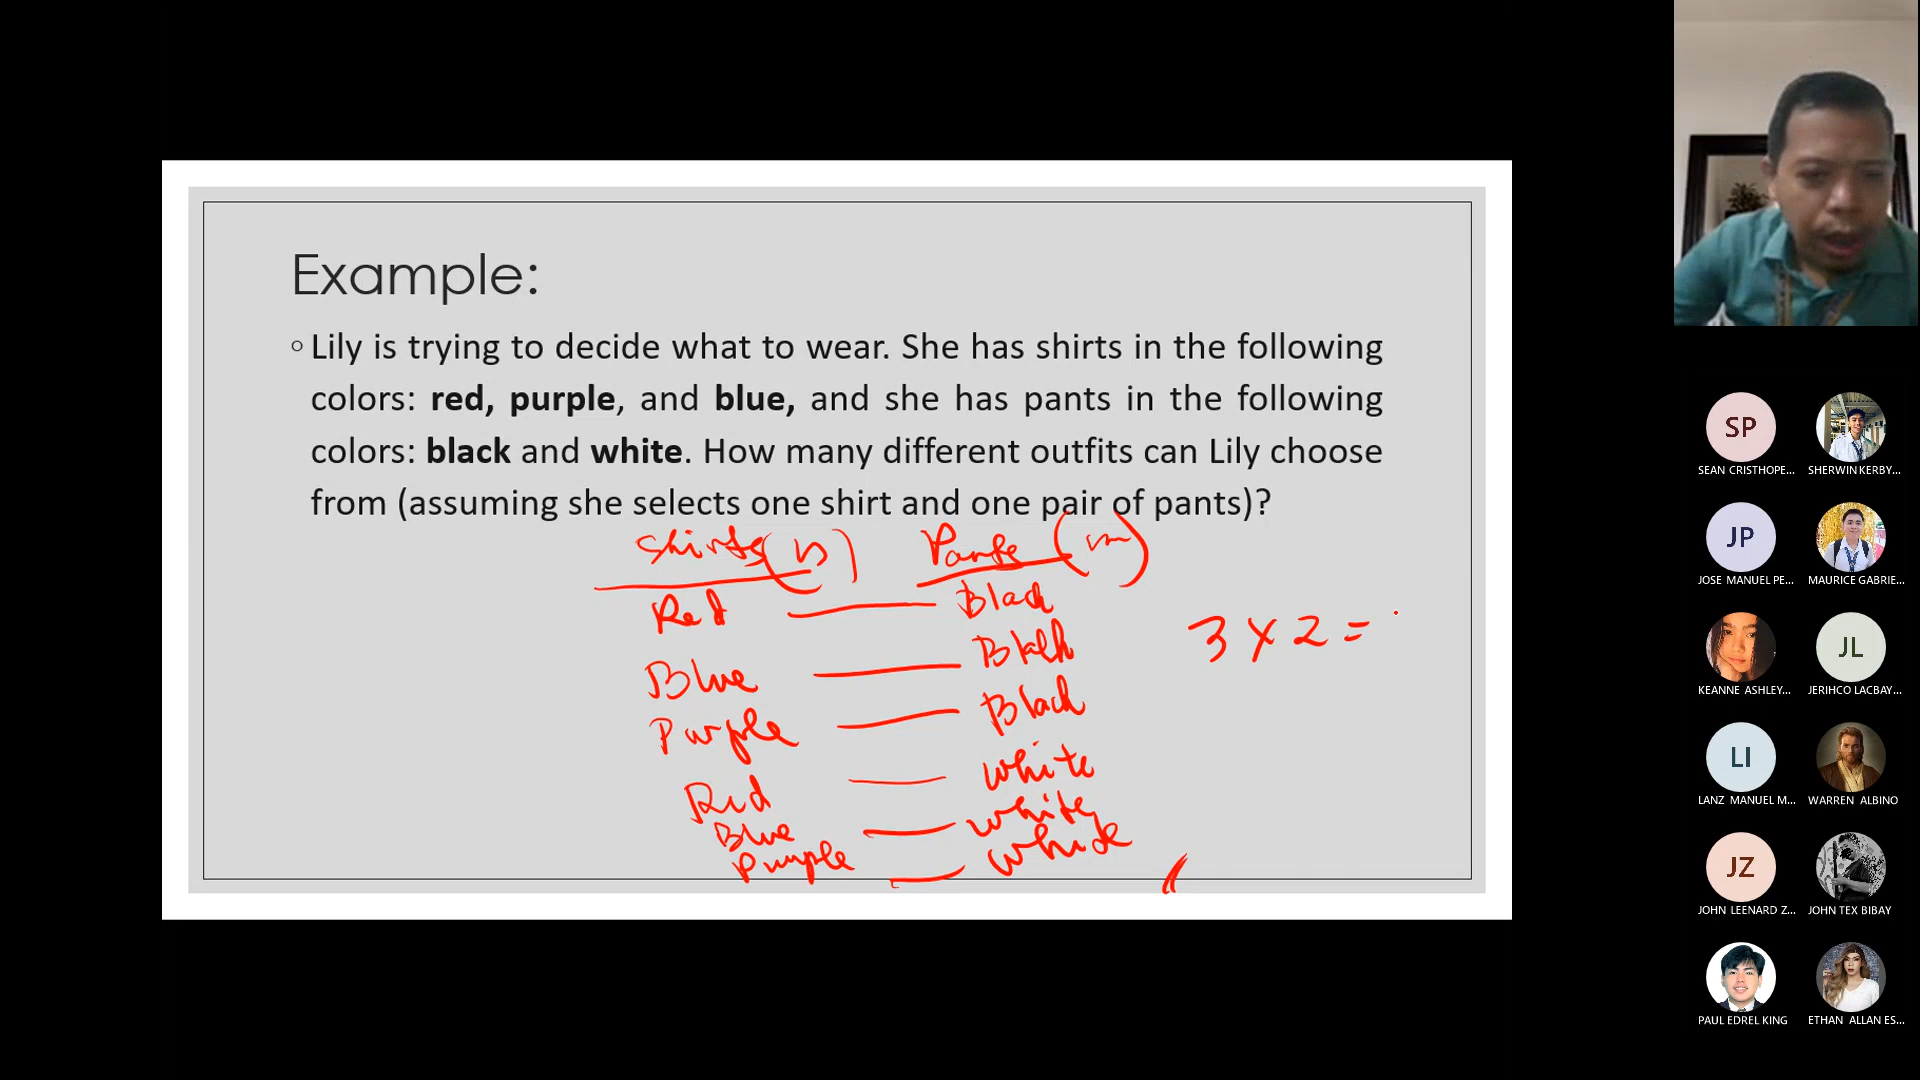 Example:
Lily is trying to decide what to wear. She has shirts in the following
colors: red, purple, and blue, and she has pants in the following
colors: black and white. How many different outfits can Lily choose
from (assuming she selects one shirt and one pair of pants)?
Shirts (n) Pants (m)
Red Black
Blue Black
Purple Black
3 x 2 =
Red white
Blue white
Purple white
SP
SEAN CRISTHOPE...
SHERWIN KERBY...
JP
JOSE MANUEL PE...
MAURICE GABRIE...
KEANNE ASHLEY...
JL
JERIHCO LACBAY...
LI
LANZ MANUEL M...
WARREN ALBINO
JZ
JOHN LEENARD Z...
JOHN TEX BIBAY
PAUL EDREL KING
ETHAN ALLAN ES...